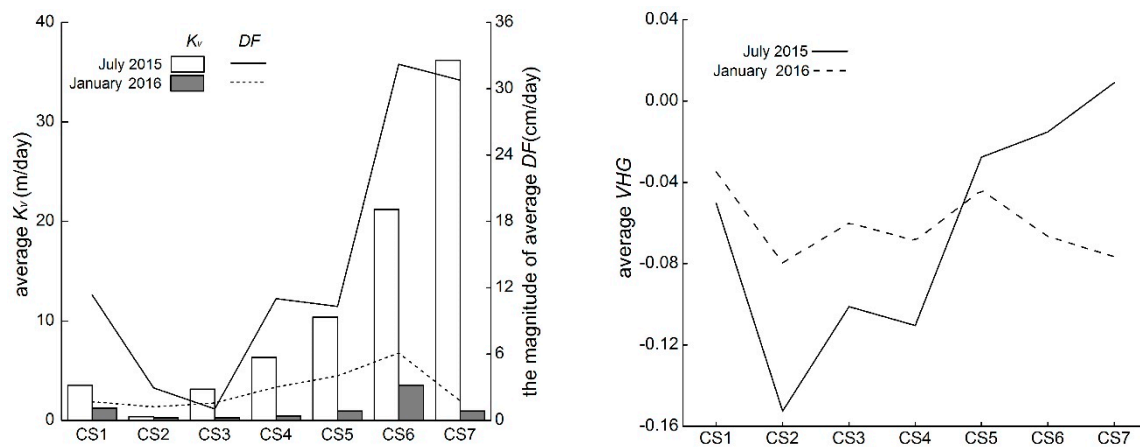 40
30
20
10
0
average Kv (m/day)
Kv DF
July 2015
January 2016
36
30
24
18
12
6
0
the magnitude of average DF(cm/day)
CS1 CS2 CS3 CS4 CS5 CS6 CS7
0.04
0.00
-0.04
-0.08
-0.12
-0.16
average VHG
July 2015
January 2016
CS1 CS2 CS3 CS4 CS5 CS6 CS7